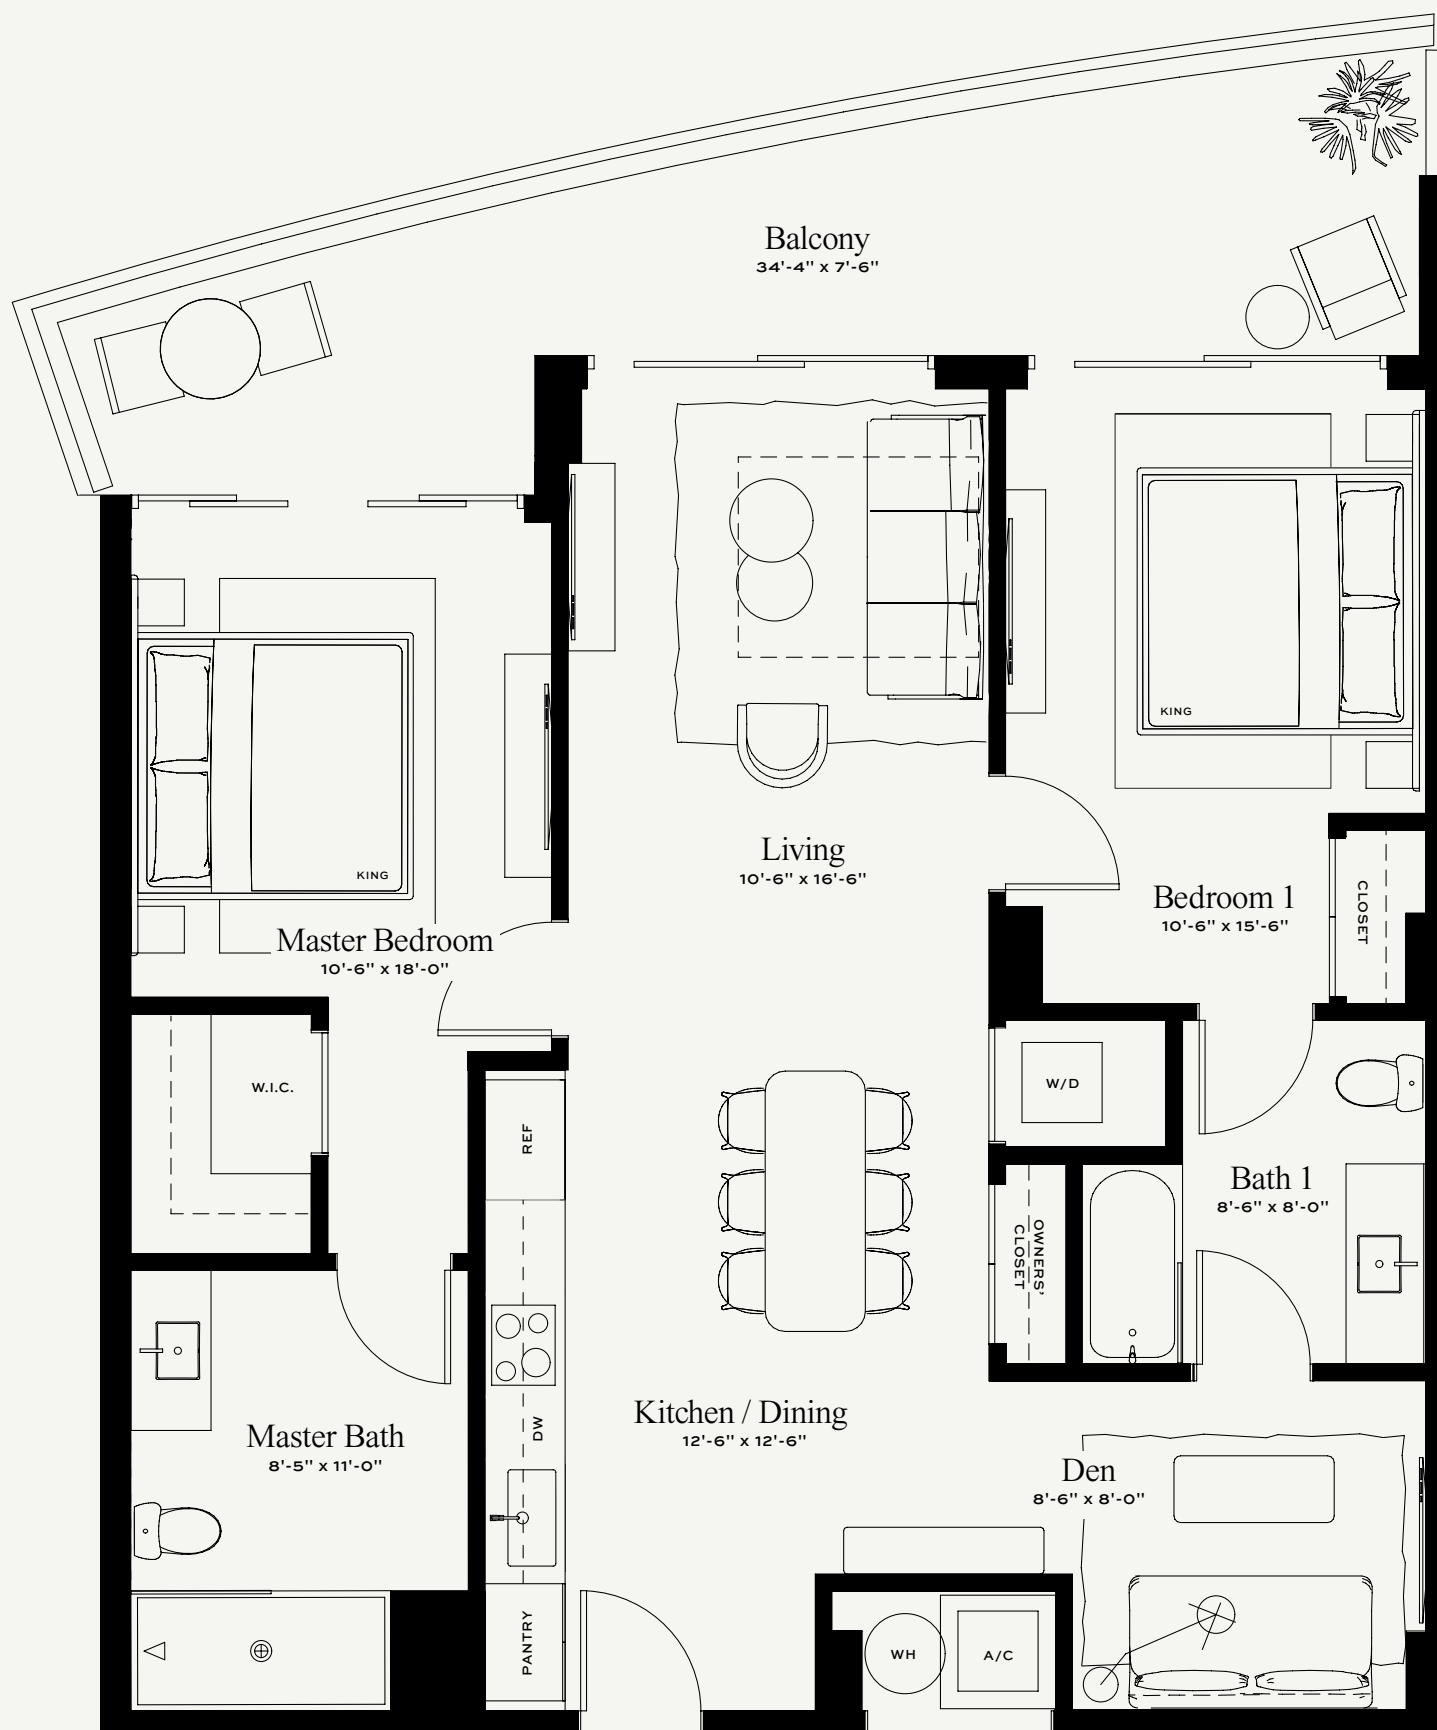 Balcony
34'-4" x 7'-6"
KING
Living
10'-6" x 16'-6"
KING
Bedroom 1
10'-6" x 15'-6"
CLOSET
Master Bedroom
10'-6" x 18'-0"
W.I.C.
REF
W/D
Bath 1
8'-6" x 8'-0"
OWNERS'
CLOSET
Kitchen / Dining
12'-6" x 12'-6"
DW
Master Bath
8'-5" x 11'-0"
Den
8'-6" x 8'-0"
PANTRY
WH
A/C